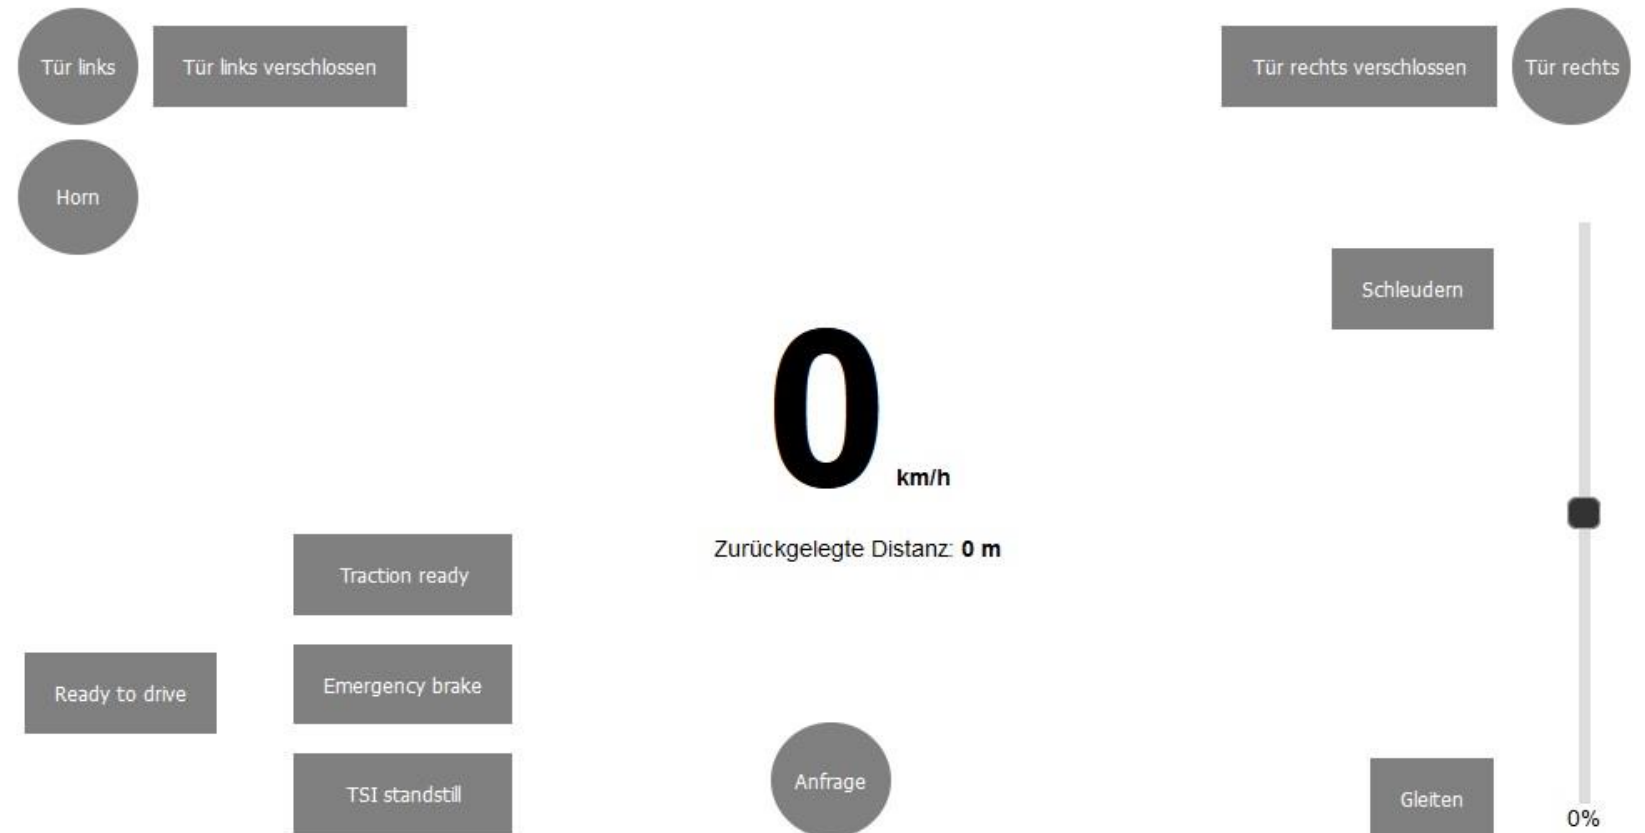 Tür links
Tür links verschlossen
Tür rechts verschlossen
Tür rechts
Horn
Schleudern
0 km/h
Zurückgelegte Distanz: 0 m
Traction ready
Emergency brake
Ready to drive
TSI standstill
Anfrage
Gleiten
0%